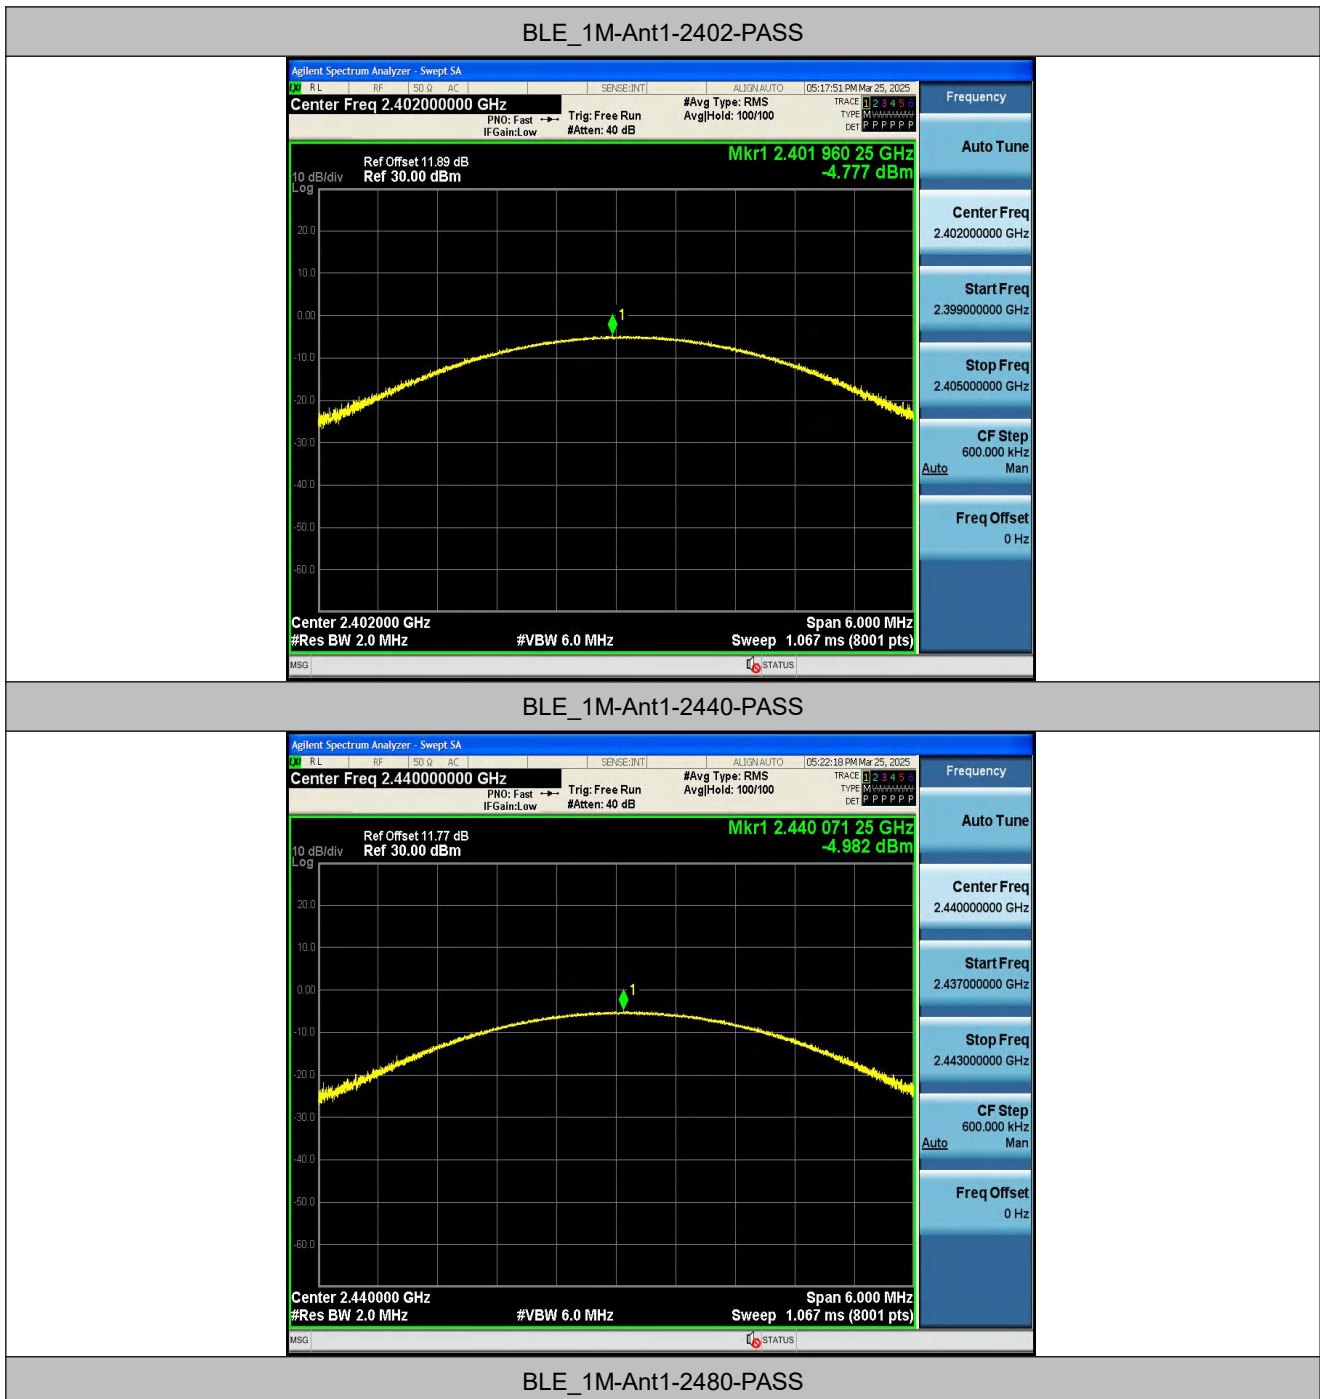 BLE_1M-Ant1-2402-PASS
Agilent Spectrum Analyzer - Swept SA
LXI RL RF 50 Ω AC SENSE:INT ALIGN AUTO 05:17:51 PM Mar 25, 2025
Center Freq 2.402000000 GHz
PNO: Fast
IFGain:Low
Trig: Free Run
#Atten: 40 dB
#Avg Type: RMS
Avg|Hold: 100/100
TRACE 1 2 3 4 5 6
TYPE M
DET P P P P P P
Mkr1 2.401 960 25 GHz
-4.777 dBm
Ref Offset 11.89 dB
10 dB/div Ref 30.00 dBm
Log
20.0
10.0
0.00
-10.0
-20.0
-30.0
-40.0
-50.0
-60.0
1
Center 2.402000 GHz Span 6.000 MHz
#Res BW 2.0 MHz #VBW 6.0 MHz Sweep 1.067 ms (8001 pts)
MSG STATUS
Frequency
Auto Tune
Center Freq
2.402000000 GHz
Start Freq
2.399000000 GHz
Stop Freq
2.405000000 GHz
CF Step
600.000 kHz
Auto Man
Freq Offset
0 Hz
BLE_1M-Ant1-2440-PASS
Agilent Spectrum Analyzer - Swept SA
LXI RL RF 50 Ω AC SENSE:INT ALIGN AUTO 05:22:18 PM Mar 25, 2025
Center Freq 2.440000000 GHz
PNO: Fast
IFGain:Low
Trig: Free Run
#Atten: 40 dB
#Avg Type: RMS
Avg|Hold: 100/100
TRACE 1 2 3 4 5 6
TYPE M
DET P P P P P P
Mkr1 2.440 071 25 GHz
-4.982 dBm
Ref Offset 11.77 dB
10 dB/div Ref 30.00 dBm
Log
20.0
10.0
0.00
-10.0
-20.0
-30.0
-40.0
-50.0
-60.0
1
Center 2.440000 GHz Span 6.000 MHz
#Res BW 2.0 MHz #VBW 6.0 MHz Sweep 1.067 ms (8001 pts)
MSG STATUS
Frequency
Auto Tune
Center Freq
2.440000000 GHz
Start Freq
2.437000000 GHz
Stop Freq
2.443000000 GHz
CF Step
600.000 kHz
Auto Man
Freq Offset
0 Hz
BLE_1M-Ant1-2480-PASS